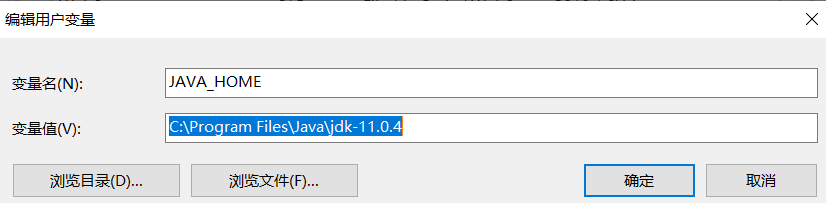 编辑用户变量
变量名(N):
JAVA_HOME
变量值(V):
C:\Program Files\Java\jdk-11.0.4
浏览目录(D)...
浏览文件(F)...
确定
取消